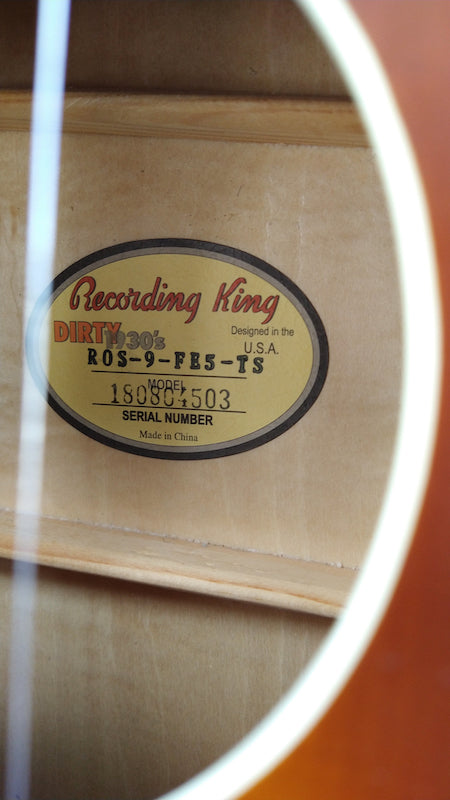 Recording King
DIRTY 1930's
Designed in the
U.S.A.
ROS-9-FE5-TS
MODEL
180804503
SERIAL NUMBER
Made in China